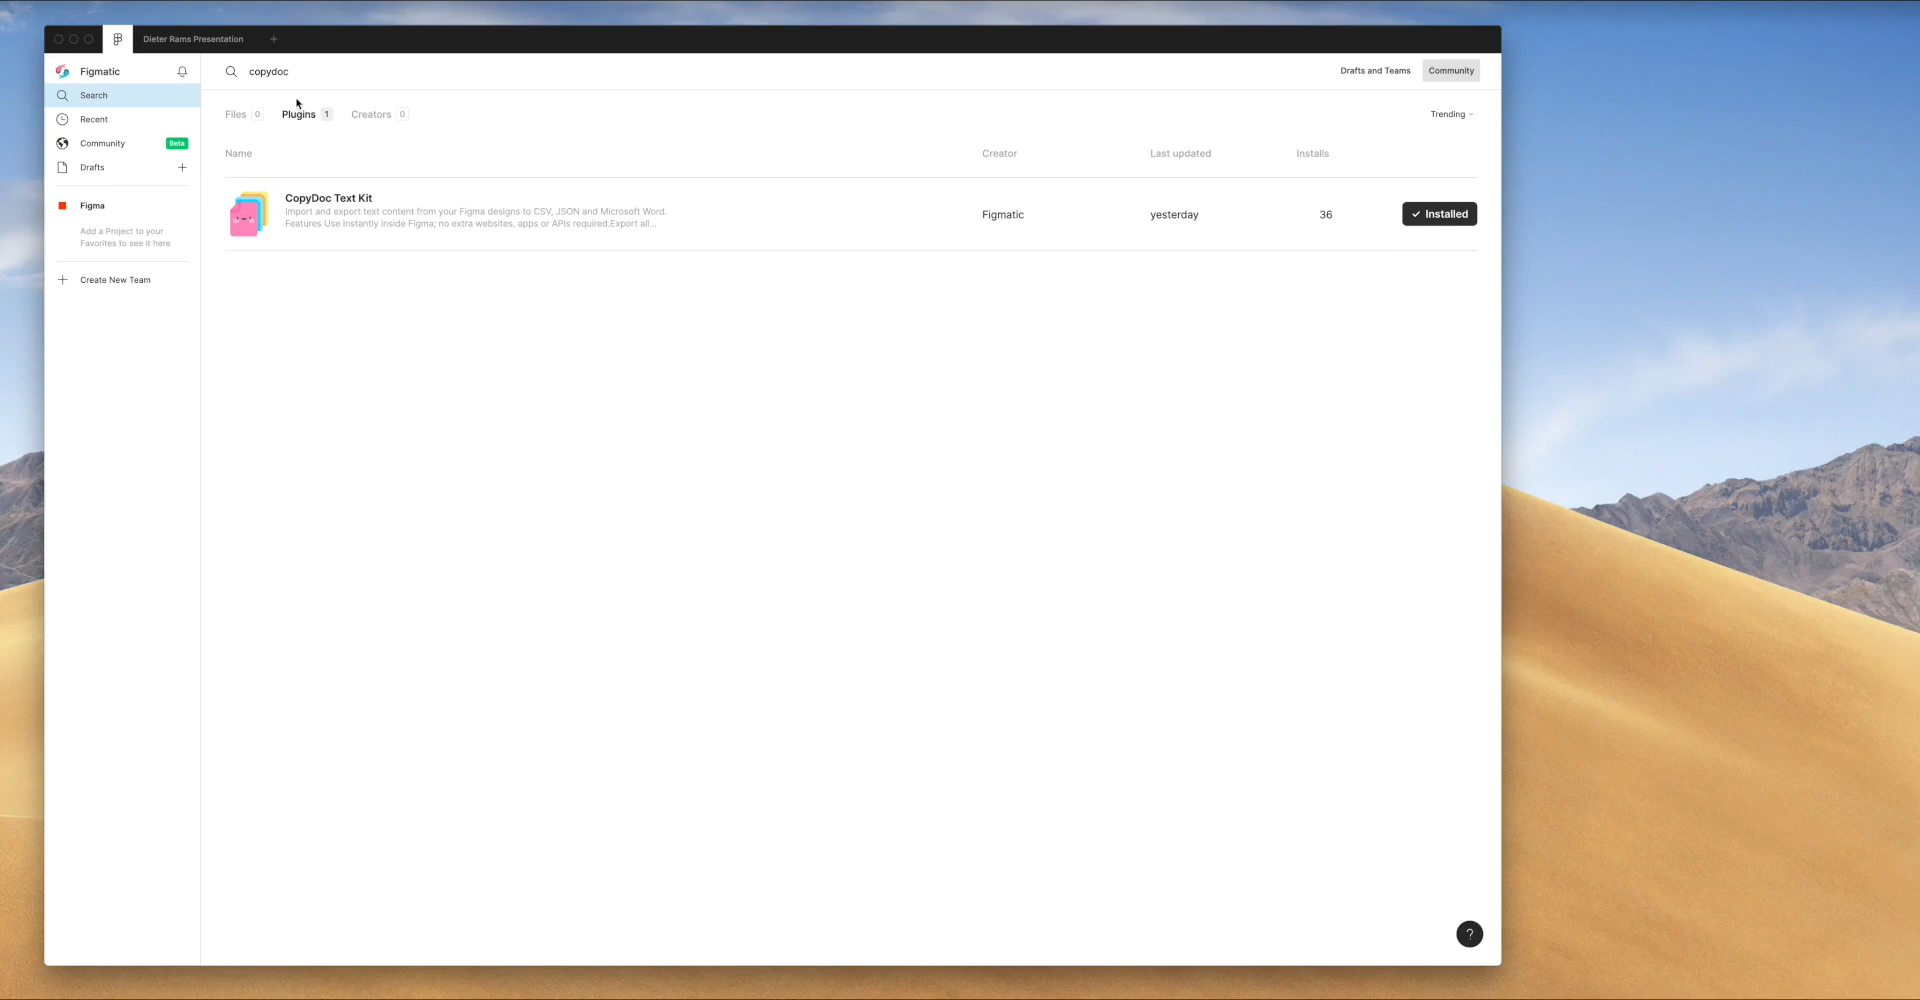 Dieter Rams Presentation
Figmatic
copydoc
Drafts and Teams
Community
Search
Recent
Community
Beta
Drafts
Figma
Add a Project to your
Favorites to see it here
Create New Team
Files 0
Plugins 1
Creators 0
Trending
Name
Creator
Last updated
Installs
CopyDoc Text Kit
Import and export text content from your Figma designs to CSV, JSON and Microsoft Word.
Features Use instantly inside Figma; no extra websites, apps or APIs required.Export all...
Figmatic
yesterday
36
Installed
?